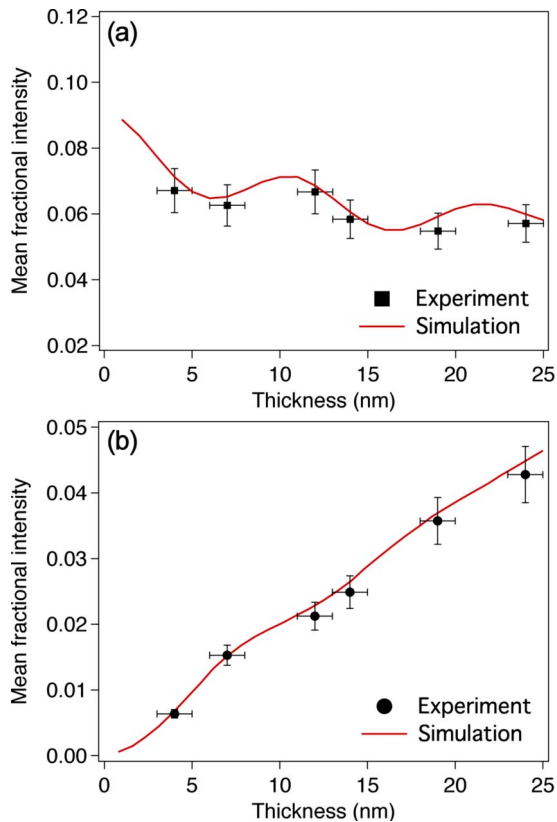 (a)
Mean fractional intensity
0.12
0.10
0.08
0.06
0.04
0.02
Experiment
Simulation
0 5 10 15 20 25
Thickness (nm)
(b)
Mean fractional intensity
0.05
0.04
0.03
0.02
0.01
0.00
Experiment
Simulation
0 5 10 15 20 25
Thickness (nm)